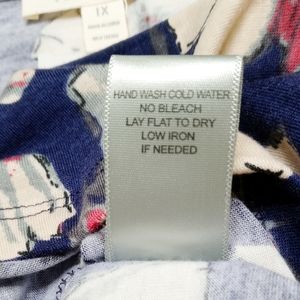 1X
HAND WASH COLD WATER
NO BLEACH
LAY FLAT TO DRY
LOW IRON
IF NEEDED